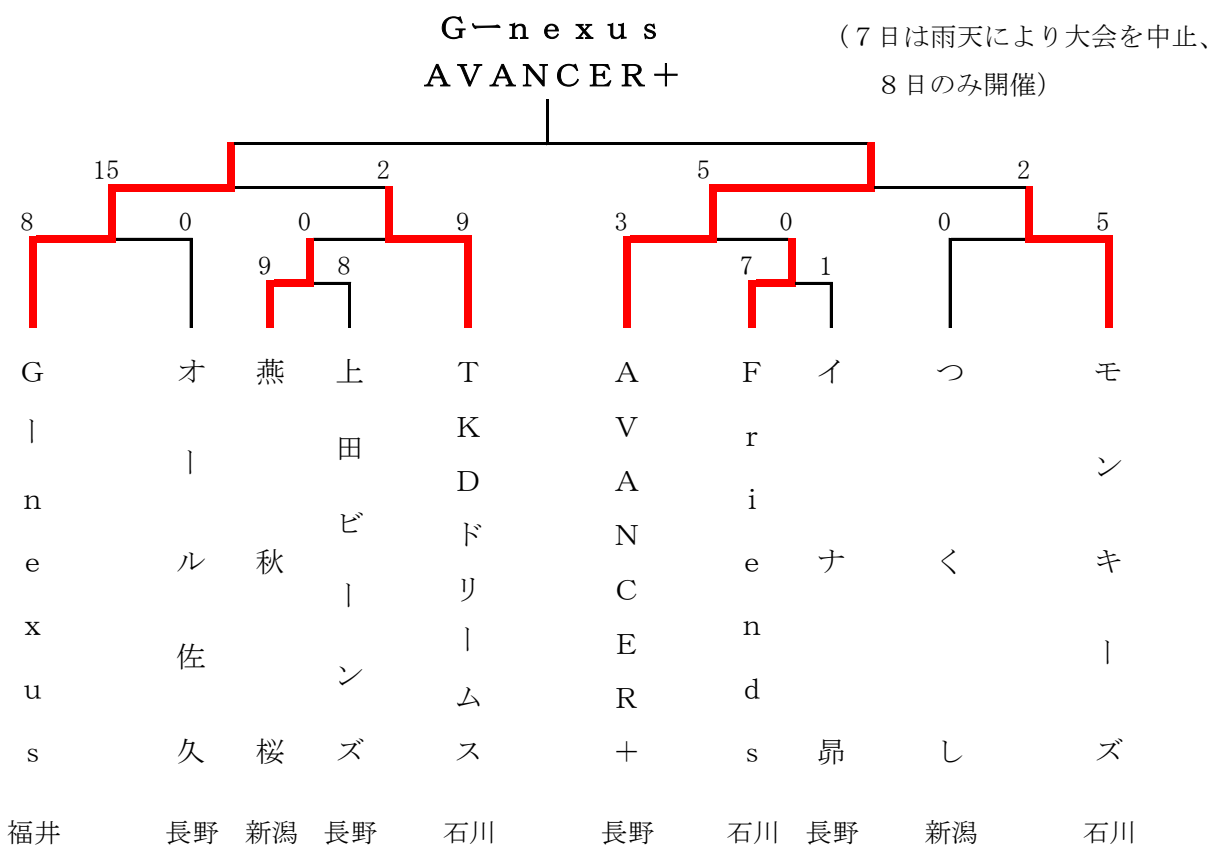 G－nexus
AVANCER＋
（７日は雨天により大会を中止、
８日のみ開催）
15 2 5 2
8 0 0 9 3 0 0 5
9 8 7 1
Gーnexus
オール佐久
燕秋桜
上田ビーンズ
TKDドリームス
AVANCER＋
Friends
イナ昴
つくし
モンキーズ
福井 長野 新潟 長野 石川 長野 石川 長野 新潟 石川